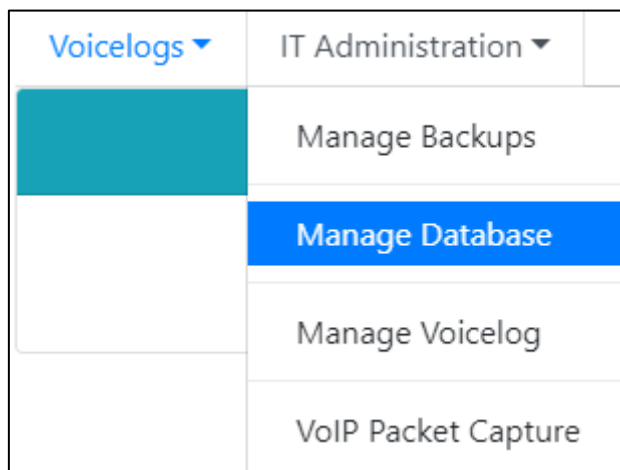 Voicelogs IT Administration
Manage Backups
Manage Database
Manage Voicelog
VoIP Packet Capture